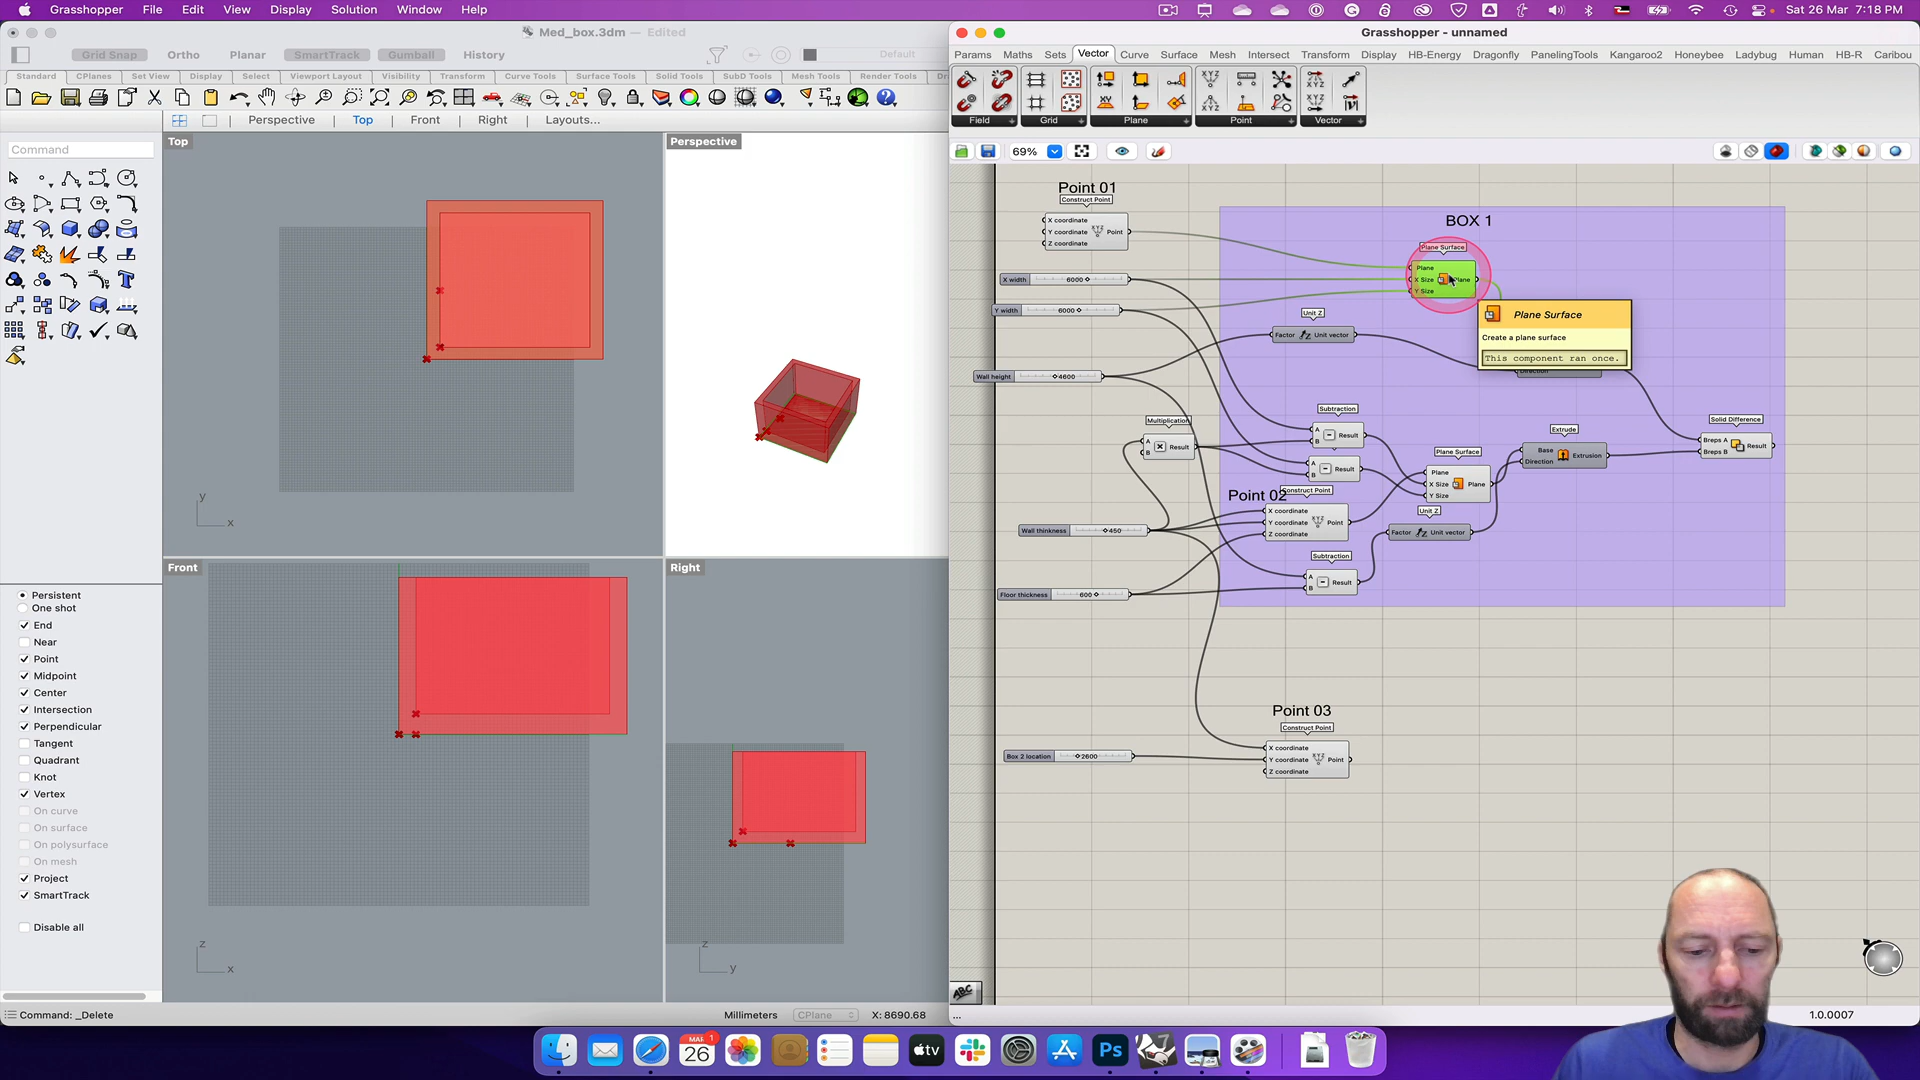 Grasshopper File Edit View Display Solution Window Help
Sat 26 Mar 7:18 PM
Med_box.3dm — Edited
Grid Snap Ortho Planar SmartTrack Gumball History
Default
Standard CPlanes Set View Display Select Viewport Layout Visibility Transform Curve Tools Surface Tools Solid Tools SubD Tools Mesh Tools Render Tools
Perspective Top Front Right Layouts...
Command
Top
Perspective
y
x
Front
Right
z
x
z
y
Persistent
One shot
End
Near
Point
Midpoint
Center
Intersection
Perpendicular
Tangent
Quadrant
Knot
Vertex
On curve
On surface
On polysurface
On mesh
Project
SmartTrack
Disable all
Command: _Delete
Millimeters
CPlane
X: 8690.68
Grasshopper - unnamed
Params Maths Sets Vector Curve Surface Mesh Intersect Transform Display HB-Energy Dragonfly PanelingTools Kangaroo2 Honeybee Ladybug Human HB-R Caribou
Field Grid Plane Point Vector
69%
Point 01
Construct Point
X coordinate
Y coordinate
Z coordinate
Point
X width 6000
Y width 6000
Wall height 4600
Multiplication
A
B
Result
Wall thickness 450
Floor thickness 600
BOX 1
Plane Surface
Plane
X Size
Y Size
Plane
Plane Surface
Create a plane surface
This component ran once.
Unit Z
Factor Unit vector
Direction
Subtraction
A
B
Result
A
B
Result
Point 02
Construct Point
X coordinate
Y coordinate
Z coordinate
Point
Subtraction
A
B
Result
Plane Surface
Plane
X Size
Y Size
Plane
Unit Z
Factor Unit vector
Extrude
Base
Direction
Extrusion
Solid Difference
Breps A
Breps B
Result
Point 03
Construct Point
X coordinate
Y coordinate
Z coordinate
Point
Box 2 location 2600
ABC
...
1.0.0007
MAR
26
1
tv
Ps